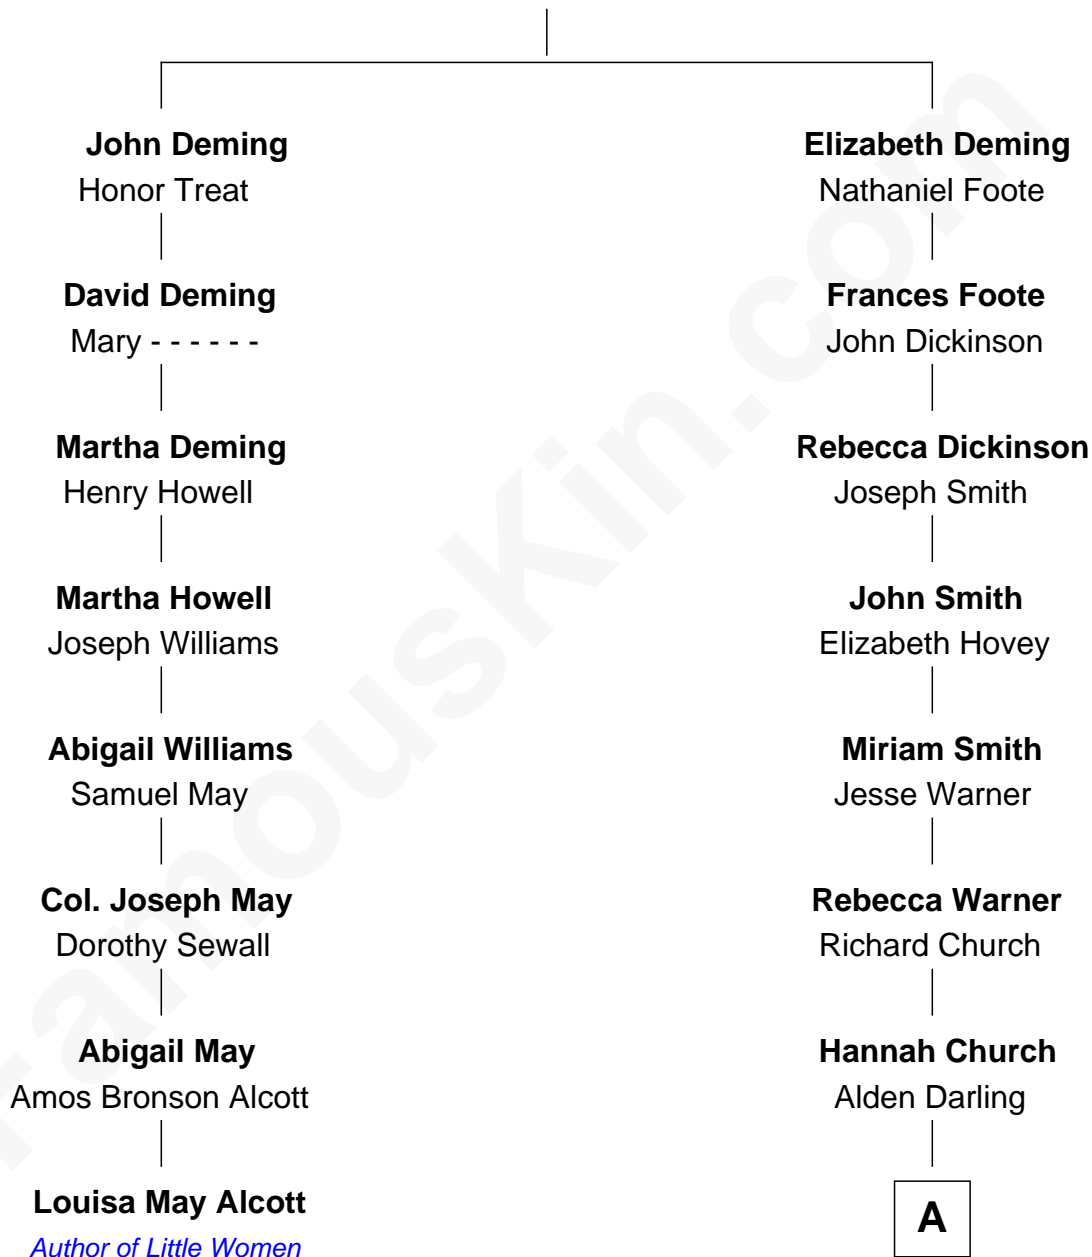 John Deming
Honor Treat
David Deming
Mary - - - - - -
Martha Deming
Henry Howell
Martha Howell
Joseph Williams
Abigail Williams
Samuel May
Col. Joseph May
Dorothy Sewall
Abigail May
Amos Bronson Alcott
Louisa May Alcott
Author of Little Women
Elizabeth Deming
Nathaniel Foote
Frances Foote
John Dickinson
Rebecca Dickinson
Joseph Smith
John Smith
Elizabeth Hovey
Miriam Smith
Jesse Warner
Rebecca Warner
Richard Church
Hannah Church
Alden Darling
A
FamousKin.com